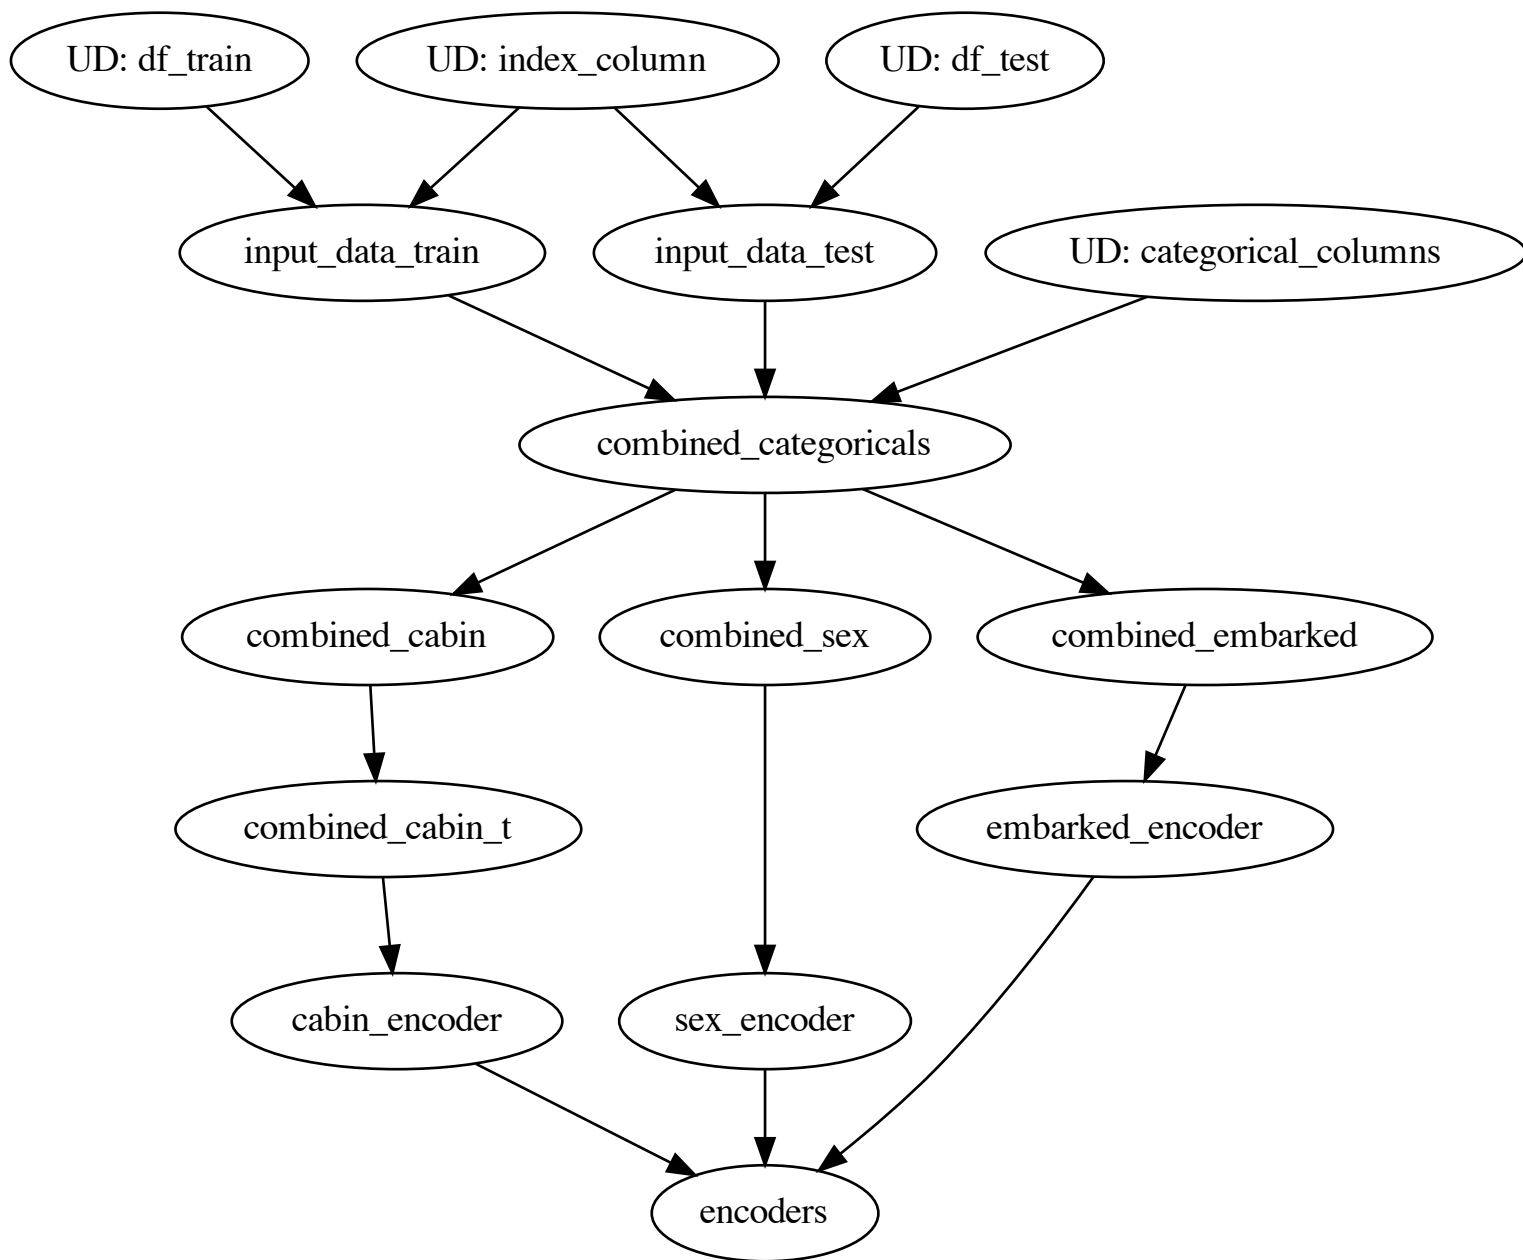 UD: df_train
UD: index_column
UD: df_test
input_data_train
input_data_test
UD: categorical_columns
combined_categoricals
combined_cabin
combined_sex
combined_embarked
combined_cabin_t
embarked_encoder
cabin_encoder
sex_encoder
encoders